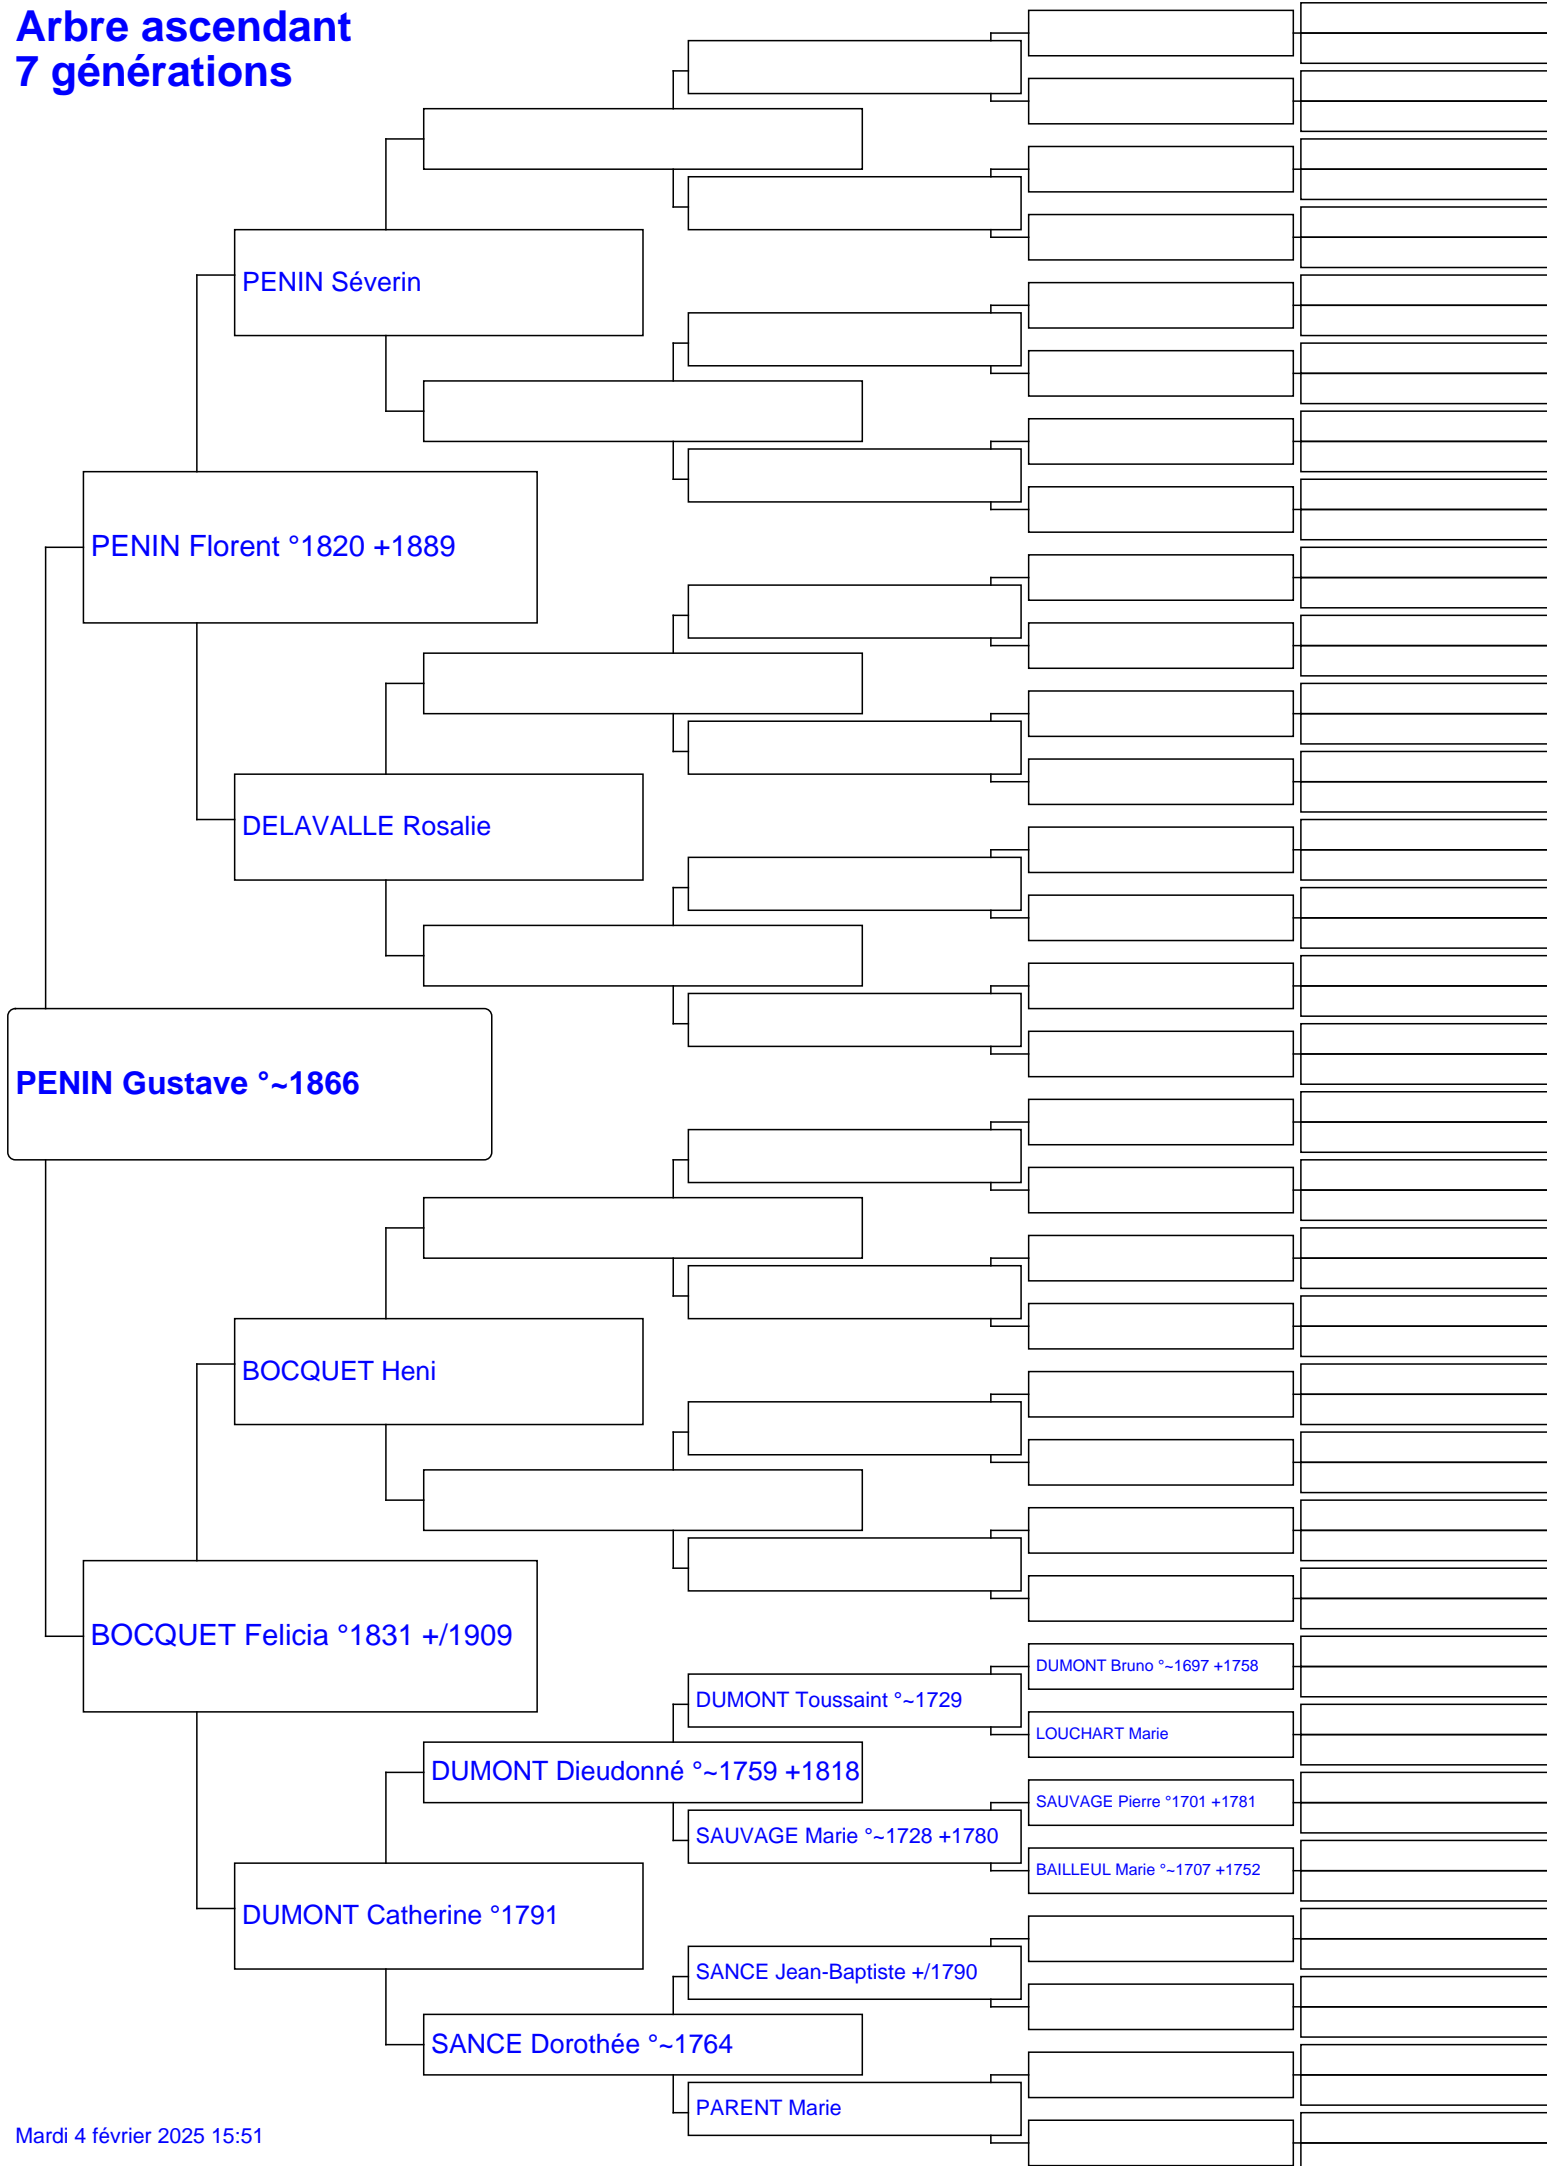 Arbre ascendant
7 générations
PENIN Séverin
PENIN Florent °1820 +1889
DELAVALLE Rosalie
PENIN Gustave °~1866
BOCQUET Heni
BOCQUET Felicia °1831 +/1909
DUMONT Bruno °~1697 +1758
DUMONT Toussaint °~1729
LOUCHART Marie
DUMONT Dieudonné °~1759 +1818
SAUVAGE Pierre °1701 +1781
SAUVAGE Marie °~1728 +1780
BAILLEUL Marie °~1707 +1752
DUMONT Catherine °1791
SANCE Jean-Baptiste +/1790
SANCE Dorothée °~1764
PARENT Marie
Mardi 4 février 2025 15:51